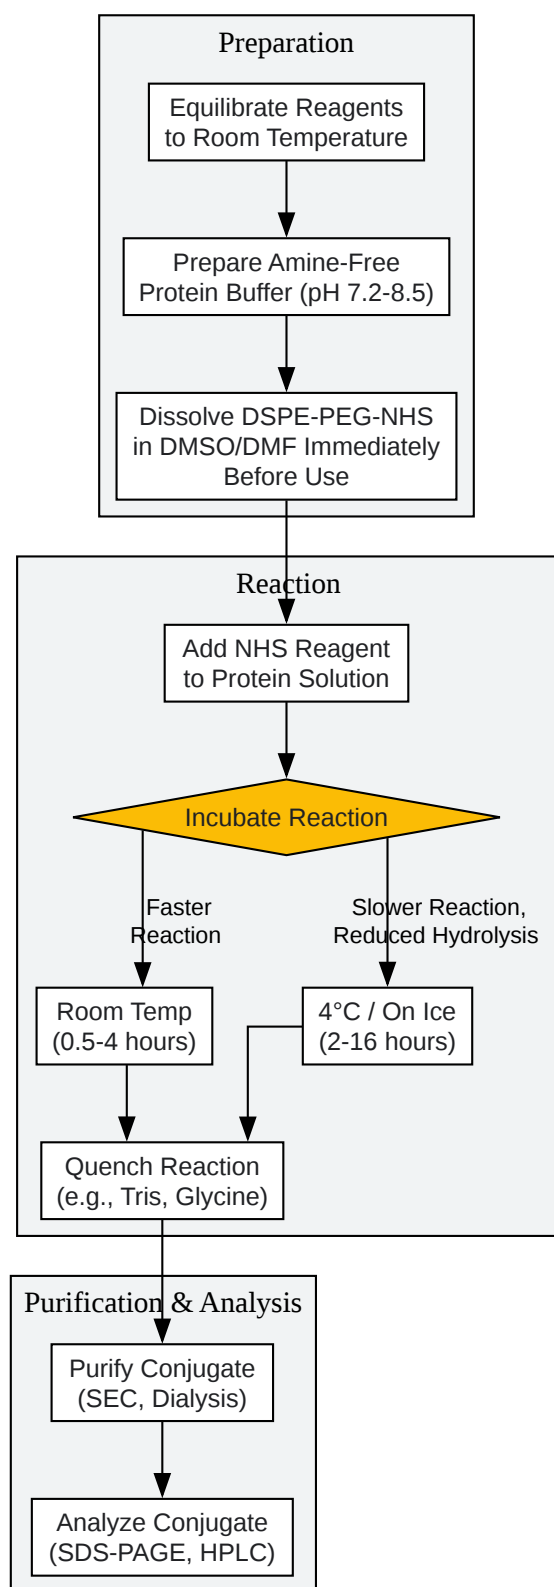 Preparation
Equilibrate Reagents
to Room Temperature
Prepare Amine-Free
Protein Buffer (pH 7.2-8.5)
Dissolve DSPE-PEG-NHS
in DMSO/DMF Immediately
Before Use
Reaction
Add NHS Reagent
to Protein Solution
Incubate Reaction
Faster
Reaction
Slower Reaction,
Reduced Hydrolysis
Room Temp
(0.5-4 hours)
4°C / On Ice
(2-16 hours)
Quench Reaction
(e.g., Tris, Glycine)
Purification & Analysis
Purify Conjugate
(SEC, Dialysis)
Analyze Conjugate
(SDS-PAGE, HPLC)